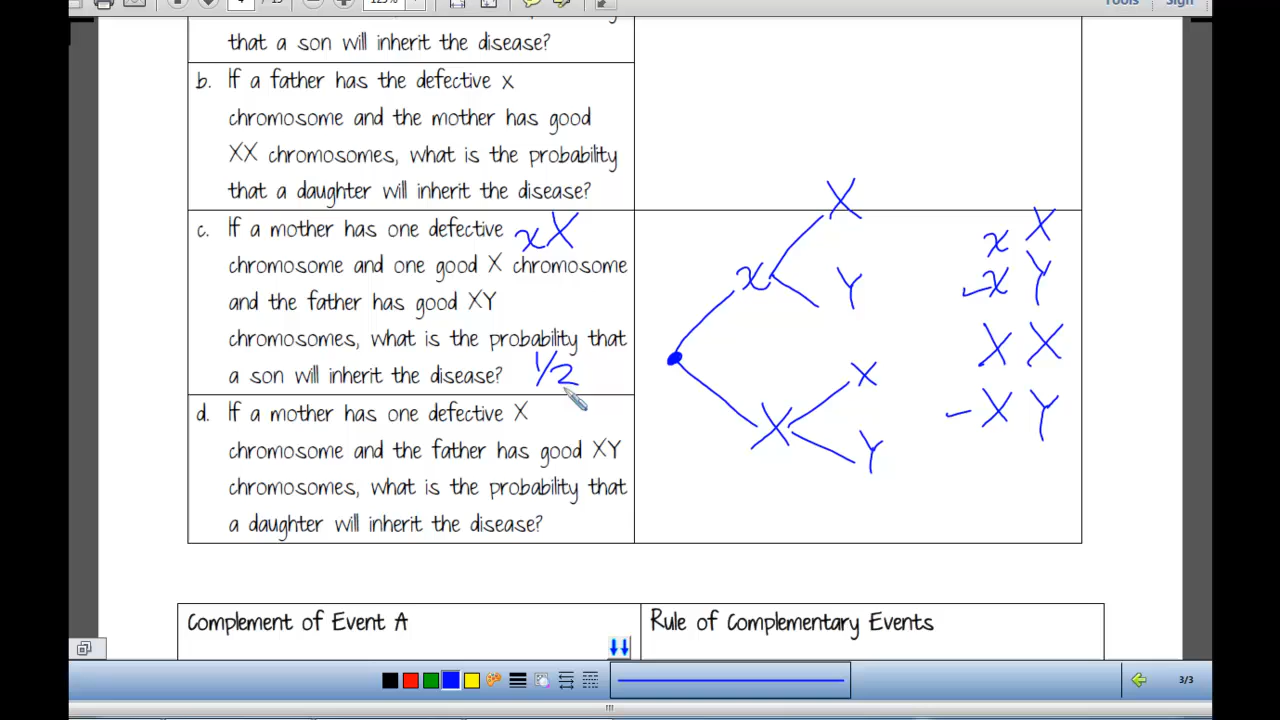 Tools
Sign
that a son will inherit the disease?
b. If a father has the defective x
chromosome and the mother has good
XX chromosomes, what is the probability
that a daughter will inherit the disease?
c. If a mother has one defective xX
chromosome and one good X chromosome
and the father has good XY
chromosomes, what is the probability that
a son will inherit the disease? 1/2
d. If a mother has one defective X
chromosome and the father has good XY
chromosomes, what is the probability that
a daughter will inherit the disease?
X
x
Y
X
X
Y
x X
-x Y
X X
- X Y
Complement of Event A
Rule of Complementary Events
3/3